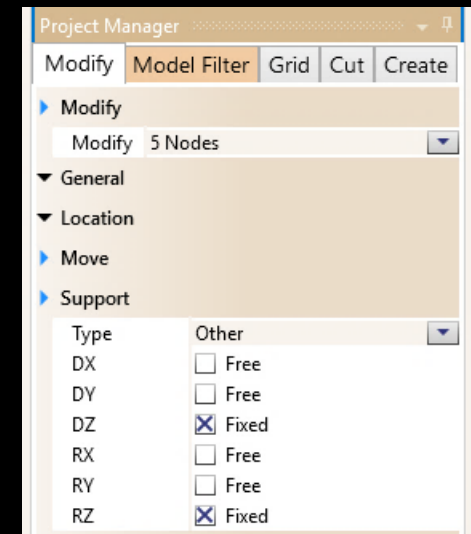 Project Manager
Modify Model Filter Grid Cut Create
Modify
Modify 5 Nodes
General
Location
Move
Support
Type Other
DX Free
DY Free
DZ Fixed
RX Free
RY Free
RZ Fixed